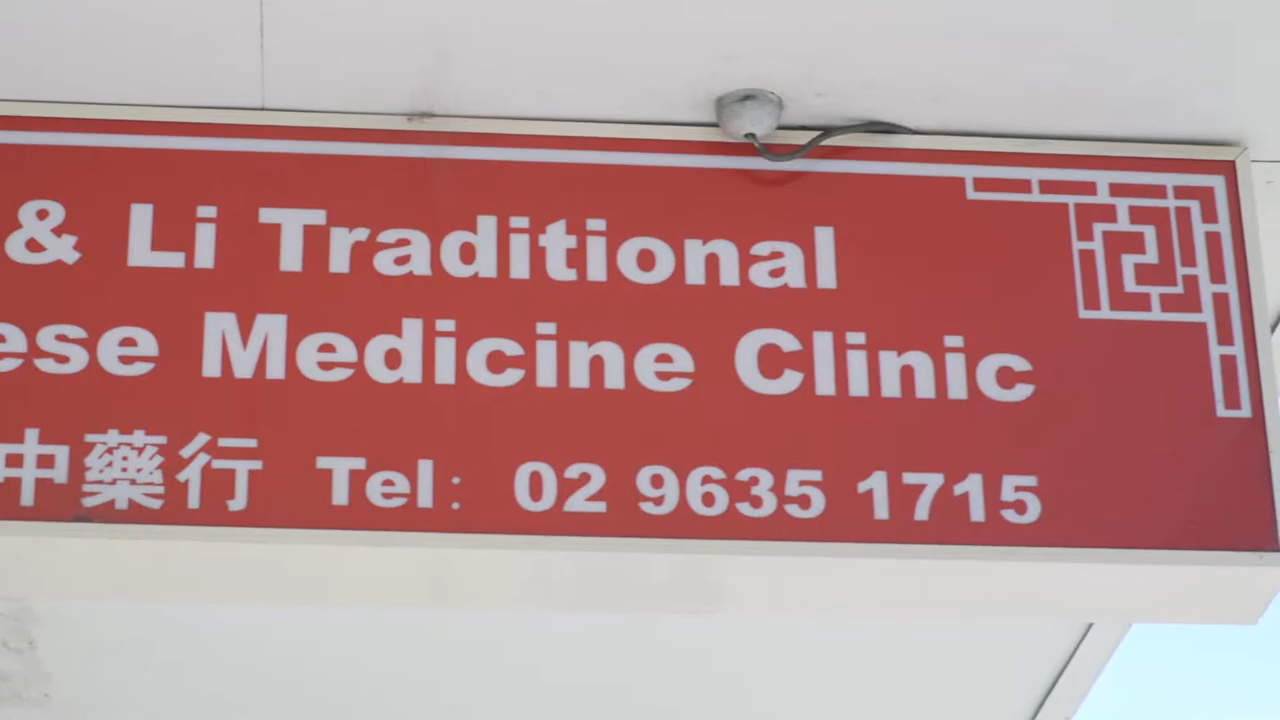 & Li Traditional
ese Medicine Clinic
中藥行 Tel: 02 9635 1715